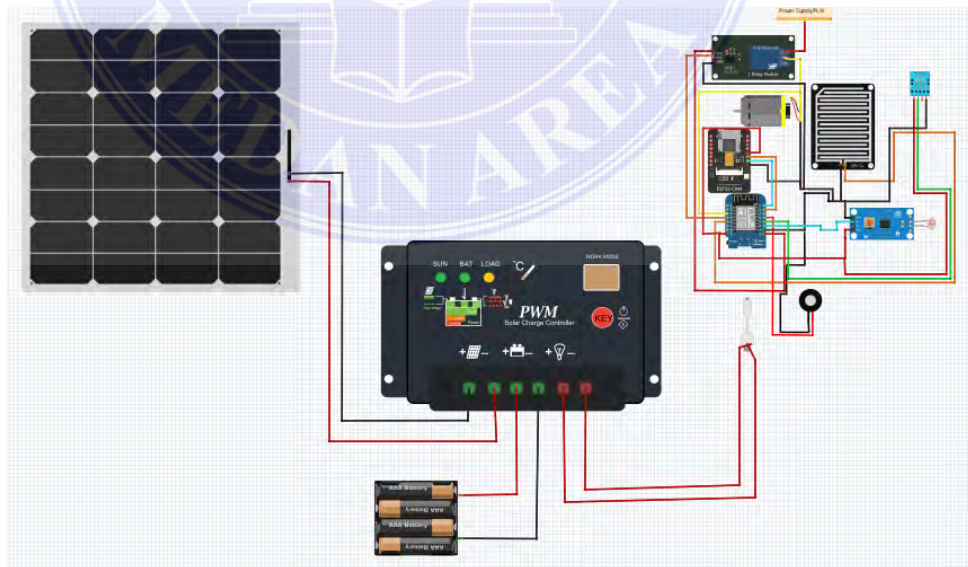 MEDAN AREA
Power Supply/PLN
1 Relay Module
ESP32-CAM
SUN BAT LOAD °C
WORK MODE
PWM
Solar Charge Controller
KEY
+ − + − + −
AAA Battery
AAA Battery
AAA Battery
AAA Battery